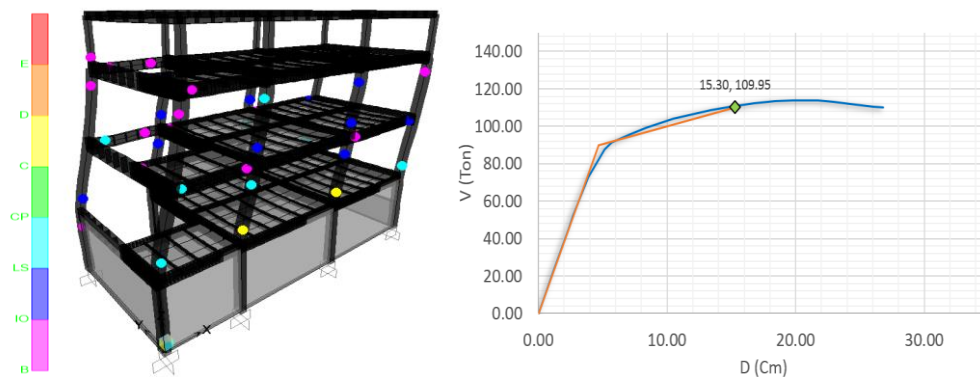 E
D
C
CP
LS
IO
B
Y
X
140.00
120.00
100.00
80.00
60.00
40.00
20.00
0.00
V (Ton)
15.30, 109.95
0.00
10.00
20.00
30.00
D (Cm)